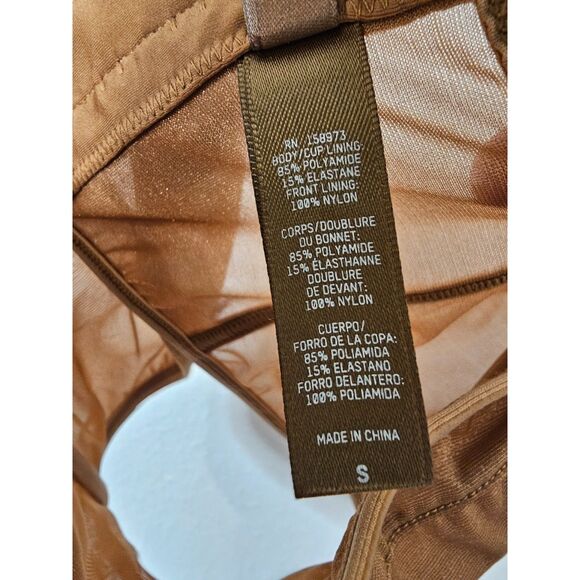 RN 158973
BODY/CUP LINING:
85% POLYAMIDE
15% ELASTANE
FRONT LINING:
100% NYLON
CORPS/DOUBLURE
DU BONNET:
85% POLYAMIDE
15% ÉLASTHANNE
DOUBLURE
DE DEVANT:
100% NYLON
CUERPO/
FORRO DE LA COPA:
85% POLIAMIDA
15% ELASTANO
FORRO DELANTERO:
100% POLIAMIDA
MADE IN CHINA
S